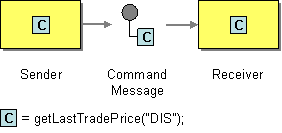 C
C
C
Sender
Command
Message
Receiver
C = getLastTradePrice("DIS");